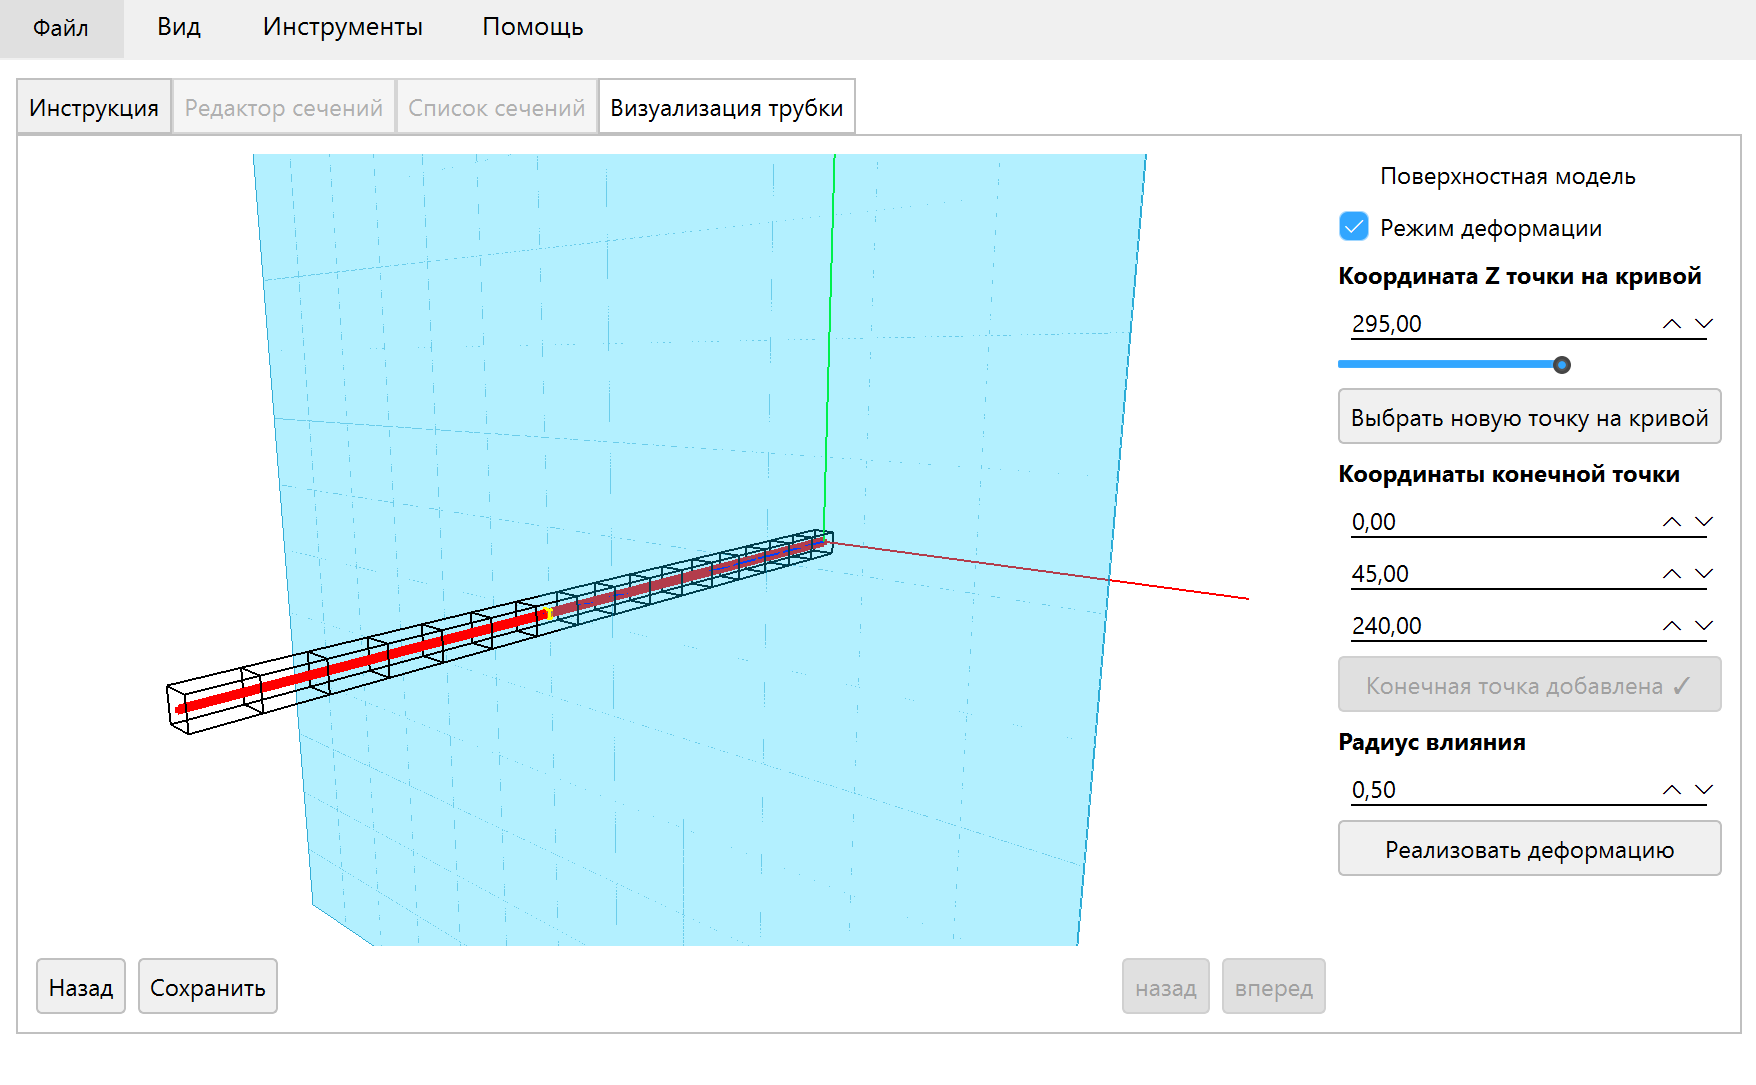 Файл Вид Инструменты Помощь
Инструкция Редактор сечений Список сечений Визуализация трубки
Поверхностная модель
Режим деформации
Координата Z точки на кривой
295,00
Выбрать новую точку на кривой
Координаты конечной точки
0,00
45,00
240,00
Конечная точка добавлена ✓
Радиус влияния
0,50
Реализовать деформацию
Назад Сохранить назад вперед